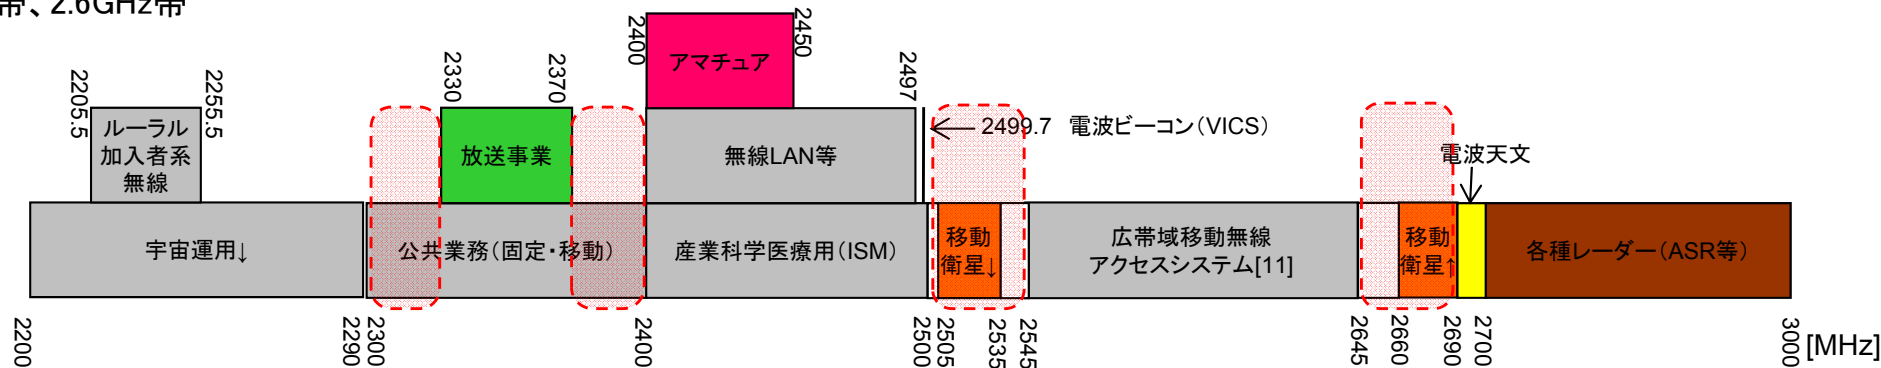 帯、2.6GHz帯
2400
2450
アマチュア
2205.5
2255.5
2330
2370
2497
ルーラル
加入者系
無線
放送事業
無線LAN等
2499.7 電波ビーコン（VICS）
電波天文
宇宙運用↓
公共業務（固定・移動）
産業科学医療用（ISM）
移動
衛星↓
広帯域移動無線
アクセスシステム[11]
移動
衛星↑
各種レーダー（ASR等）
2200
2290
2300
2400
2500
2505
2535
2545
2645
2660
2690
2700
3000
[MHz]